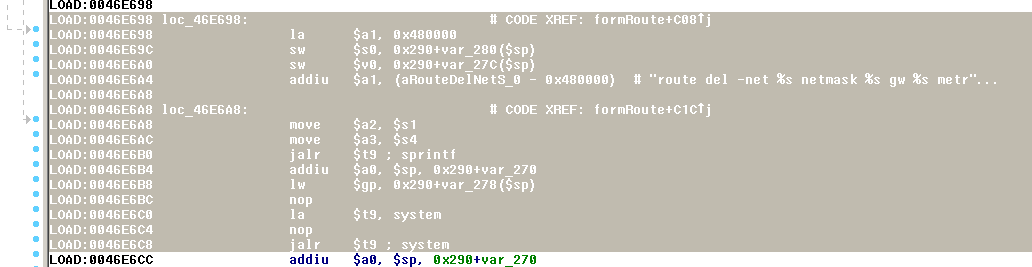 LOAD:0046E698
LOAD:0046E698 loc_46E698: # CODE XREF: formRoute+C08↑j
LOAD:0046E698 la $a1, 0x480000
LOAD:0046E69C sw $s0, 0x290+var_280($sp)
LOAD:0046E6A0 sw $v0, 0x290+var_27C($sp)
LOAD:0046E6A4 addiu $a1, (aRouteDelNetS_0 - 0x480000) # "route del -net %s netmask %s gw %s metr"...
LOAD:0046E6A8
LOAD:0046E6A8 loc_46E6A8: # CODE XREF: formRoute+C1C↑j
LOAD:0046E6A8 move $a2, $s1
LOAD:0046E6AC move $a3, $s4
LOAD:0046E6B0 jalr $t9 ; sprintf
LOAD:0046E6B4 addiu $a0, $sp, 0x290+var_270
LOAD:0046E6B8 lw $gp, 0x290+var_278($sp)
LOAD:0046E6BC nop
LOAD:0046E6C0 la $t9, system
LOAD:0046E6C4 nop
LOAD:0046E6C8 jalr $t9 ; system
LOAD:0046E6CC addiu $a0, $sp, 0x290+var_270